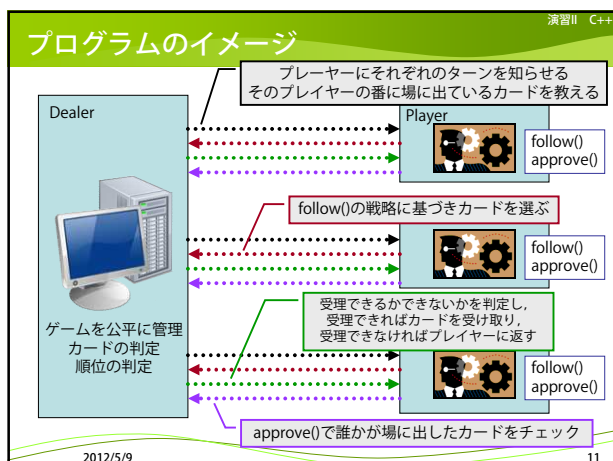 演習II C++
プログラムのイメージ
プレーヤーにそれぞれのターンを知らせる
そのプレイヤーの番に場に出ているカードを教える
Dealer
Player
follow()
approve()
follow()の戦略に基づきカードを選ぶ
follow()
approve()
受理できるかできないかを判定し,
受理できればカードを受け取り,
受理できなければプレイヤーに返す
ゲームを公平に管理
カードの判定
順位の判定
follow()
approve()
approve()で誰かが場に出したカードをチェック
2012/5/9
11